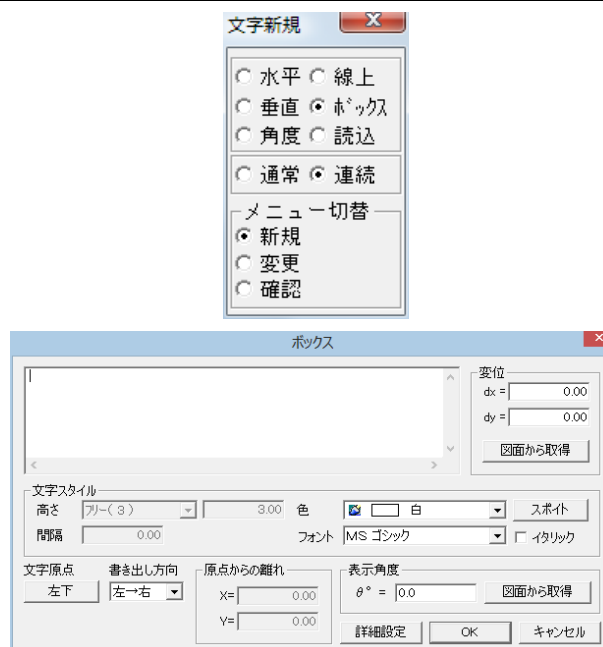 文字新規
水平 線上
垂直 ボックス
角度 読込
通常 連続
メニュー切替
新規
変更
確認
ボックス
変位
dx = 0.00
dy = 0.00
図面から取得
文字スタイル
高さ フリー(3) 3.00 色 白 スポイト
間隔 0.00 フォント MS ゴシック イタリック
文字原点 書き出し方向 原点からの離れ 表示角度
左下 左→右 X= 0.00 θ° = 0.0 図面から取得
Y= 0.00
詳細設定 OK キャンセル